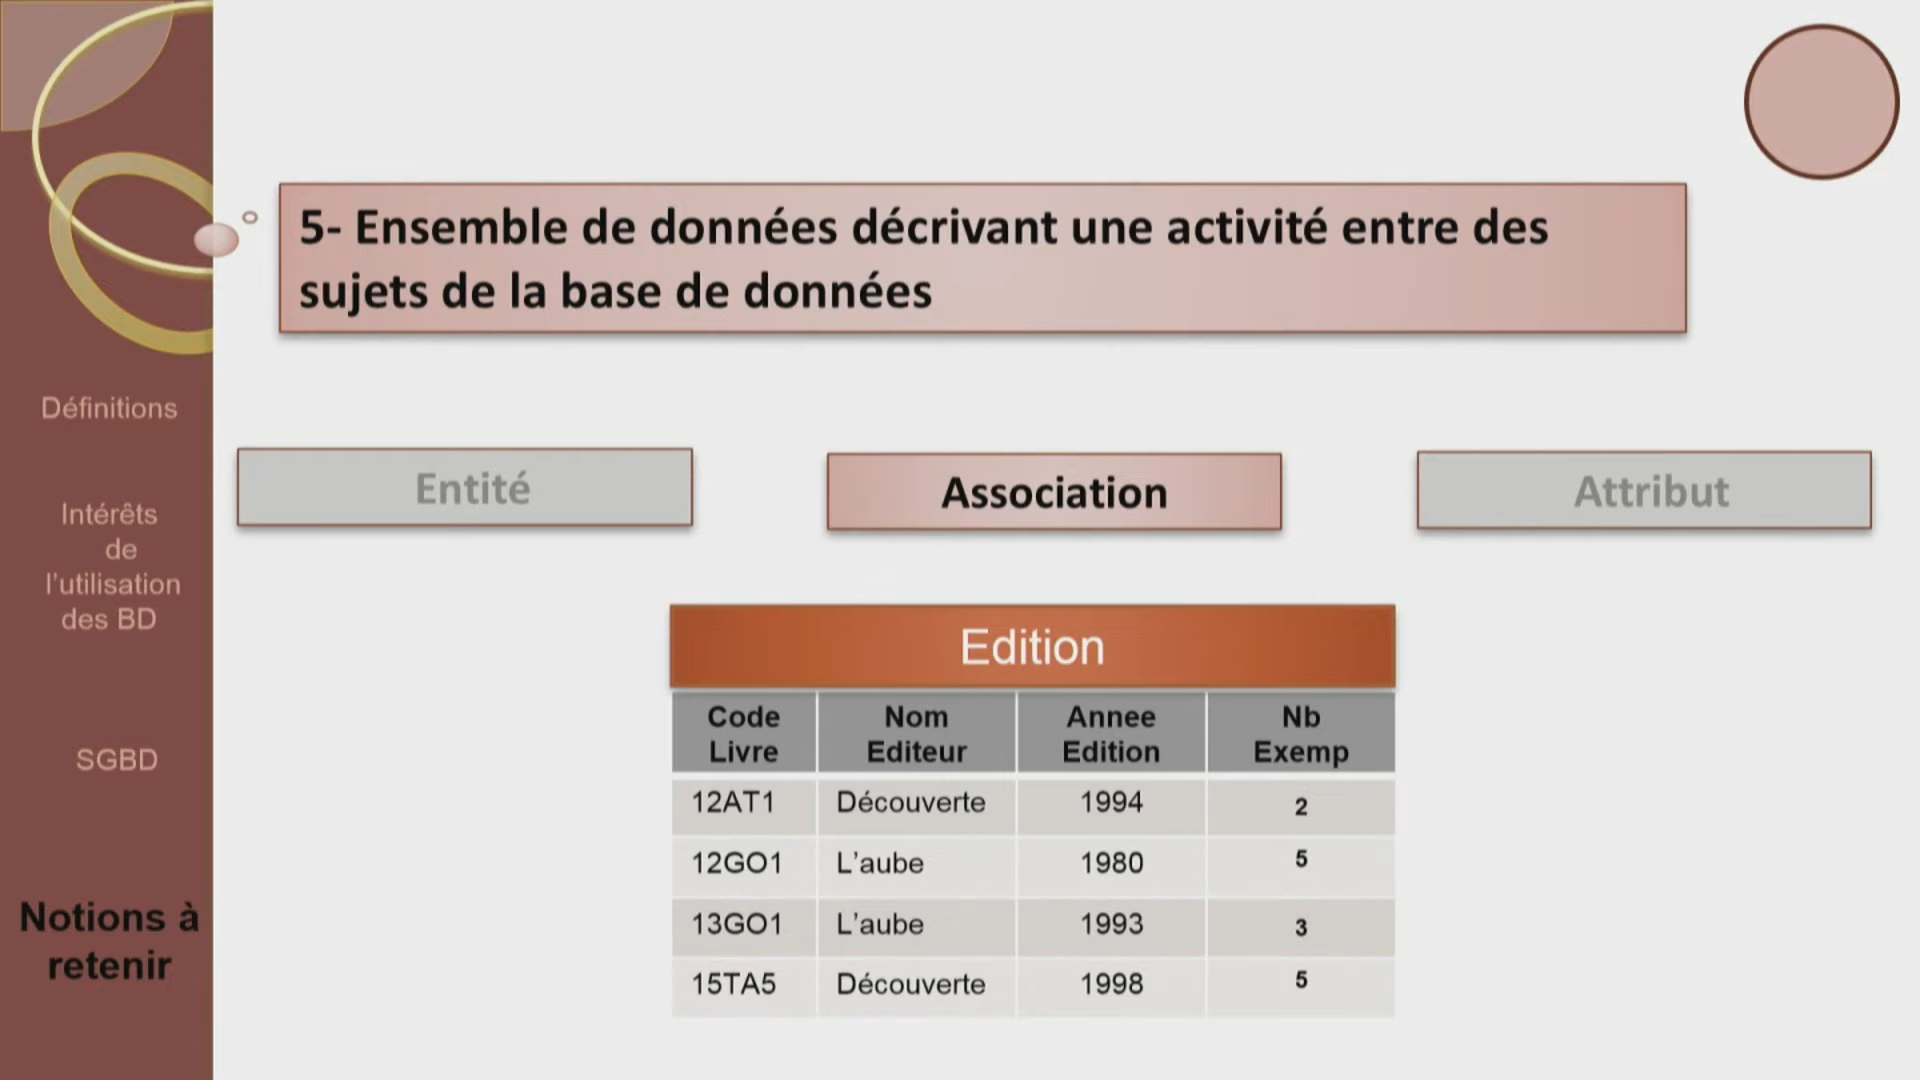 5- Ensemble de données décrivant une activité entre des
sujets de la base de données
Définitions
Intérêts
de
l'utilisation
des BD
SGBD
Notions à
retenir
Entité
Association
Attribut
Edition
Code Livre Nom Editeur Annee Edition Nb Exemp
12AT1 Découverte 1994 2
12GO1 L'aube 1980 5
13GO1 L'aube 1993 3
15TA5 Découverte 1998 5